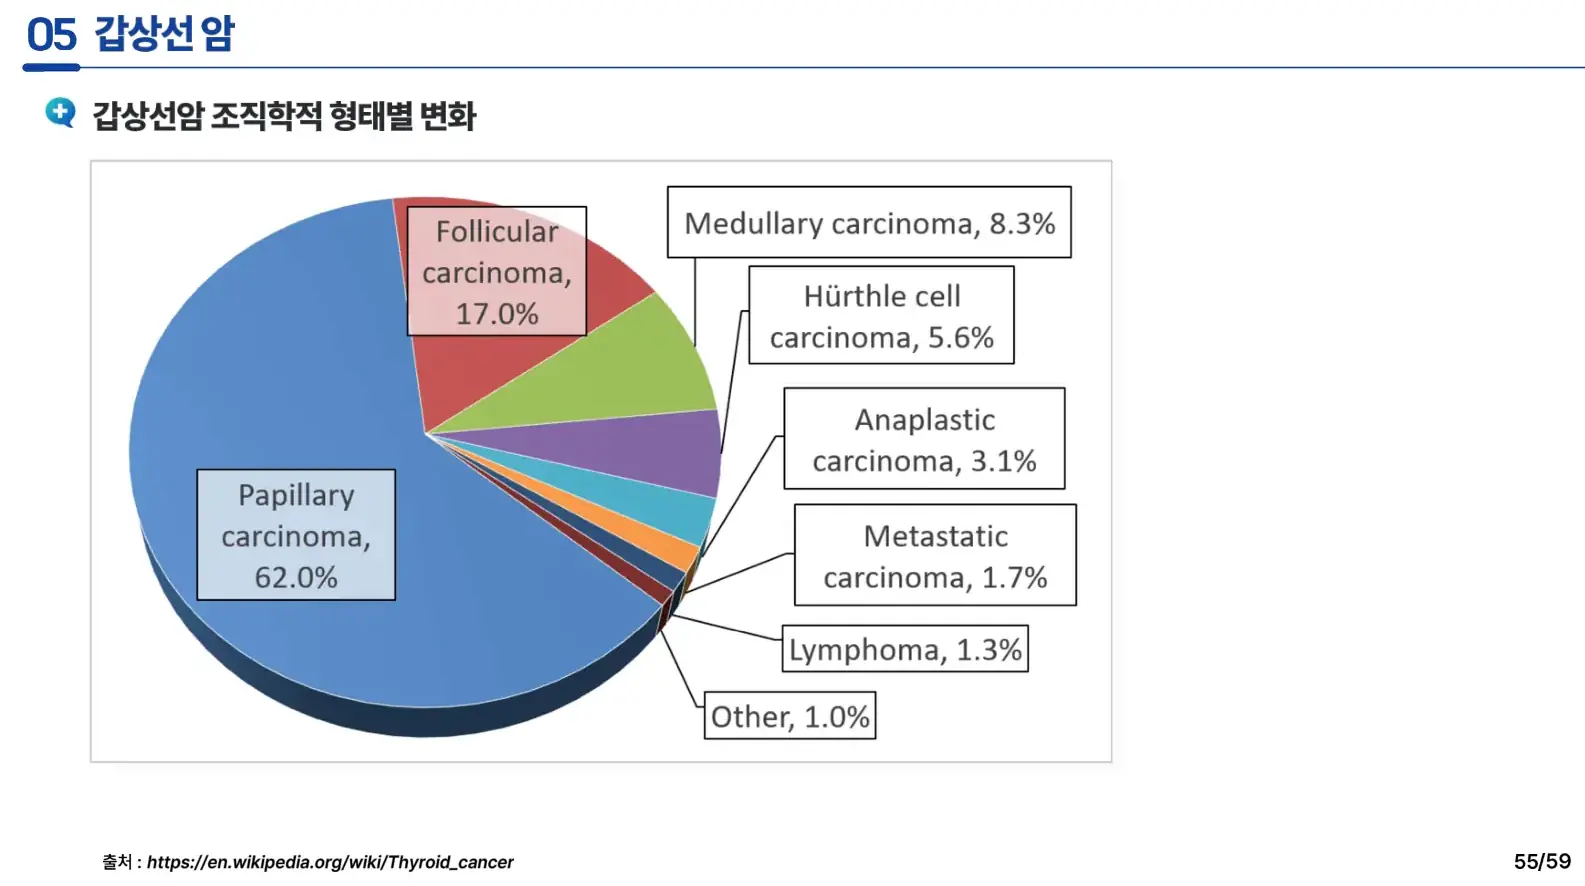 05 갑상선 암
갑상선암 조직학적 형태별 변화
Follicular
carcinoma,
17.0%
Medullary carcinoma, 8.3%
Hürthle cell
carcinoma, 5.6%
Anaplastic
carcinoma, 3.1%
Papillary
carcinoma,
62.0%
Metastatic
carcinoma, 1.7%
Lymphoma, 1.3%
Other, 1.0%
출처 : https://en.wikipedia.org/wiki/Thyroid_cancer
55/59